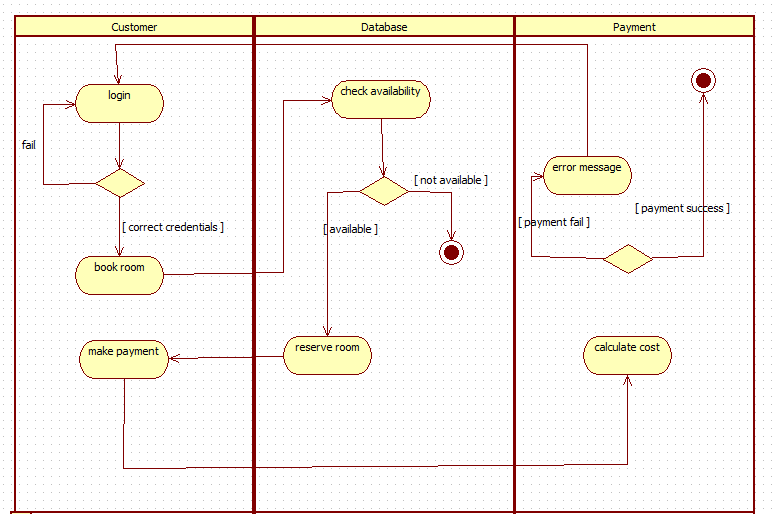 Customer
Database
Payment
login
check availability
fail
[ not available ]
error message
[ correct credentials ]
[ available ]
[ payment fail ]
[ payment success ]
book room
make payment
reserve room
calculate cost